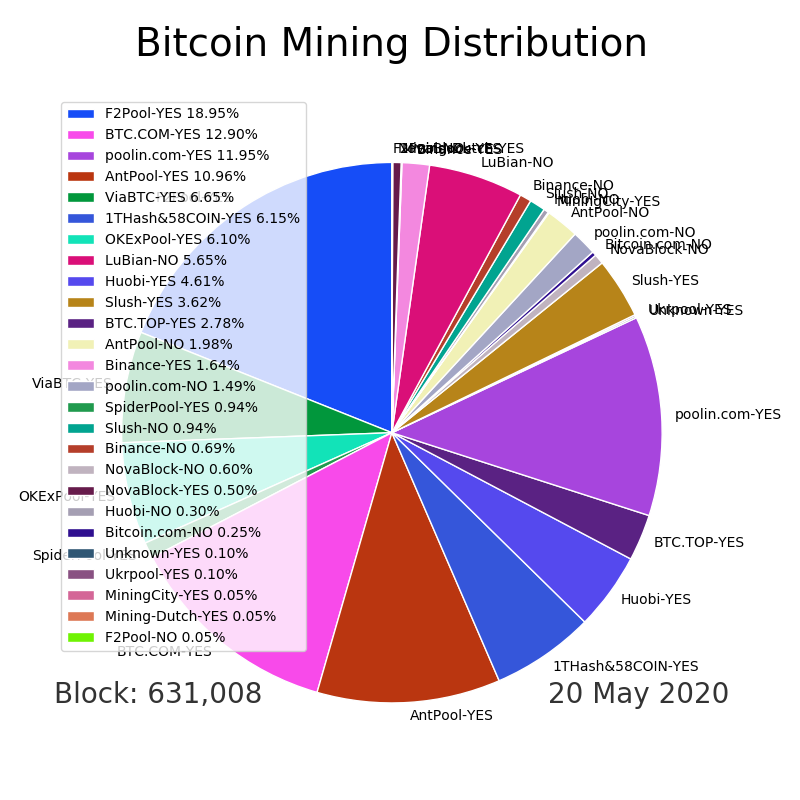 Bitcoin Mining Distribution
F2Pool-YES 18.95%
BTC.COM-YES 12.90%
poolin.com-YES 11.95%
AntPool-YES 10.96%
ViaBTC-YES 6.65%
1THash&58COIN-YES 6.15%
OKExPool-YES 6.10%
LuBian-NO 5.65%
Huobi-YES 4.61%
Slush-YES 3.62%
BTC.TOP-YES 2.78%
AntPool-NO 1.98%
Binance-YES 1.64%
poolin.com-NO 1.49%
SpiderPool-YES 0.94%
Slush-NO 0.94%
Binance-NO 0.69%
NovaBlock-NO 0.60%
NovaBlock-YES 0.50%
Huobi-NO 0.30%
Bitcoin.com-NO 0.25%
Unknown-YES 0.10%
Ukrpool-YES 0.10%
MiningCity-YES 0.05%
Mining-Dutch-YES 0.05%
F2Pool-NO 0.05%
LuBian-NO
Binance-NO
Slush-NO
Huobi-NO
MiningCity-YES
AntPool-NO
poolin.com-NO
Bitcoin.com-NO
NovaBlock-NO
Slush-YES
Ukrpool-YES
Unknown-YES
poolin.com-YES
BTC.TOP-YES
Huobi-YES
1THash&58COIN-YES
AntPool-YES
BTC.COM-YES
ViaBTC-YES
OKExPool-YES
Block: 631,008
20 May 2020